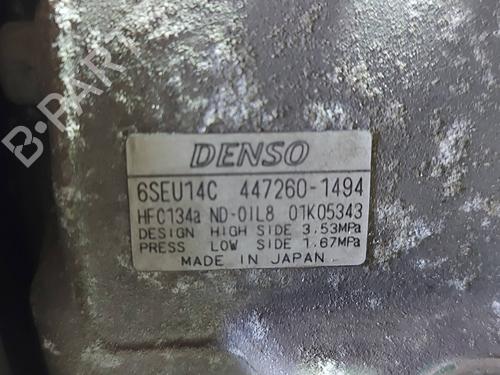 B-PARTS
DENSO
6SEU14C 447260-1494
HFC134a ND-OIL8 01K05343
DESIGN HIGH SIDE 3.53MPa
PRESS LOW SIDE 1.67MPa
MADE IN JAPAN